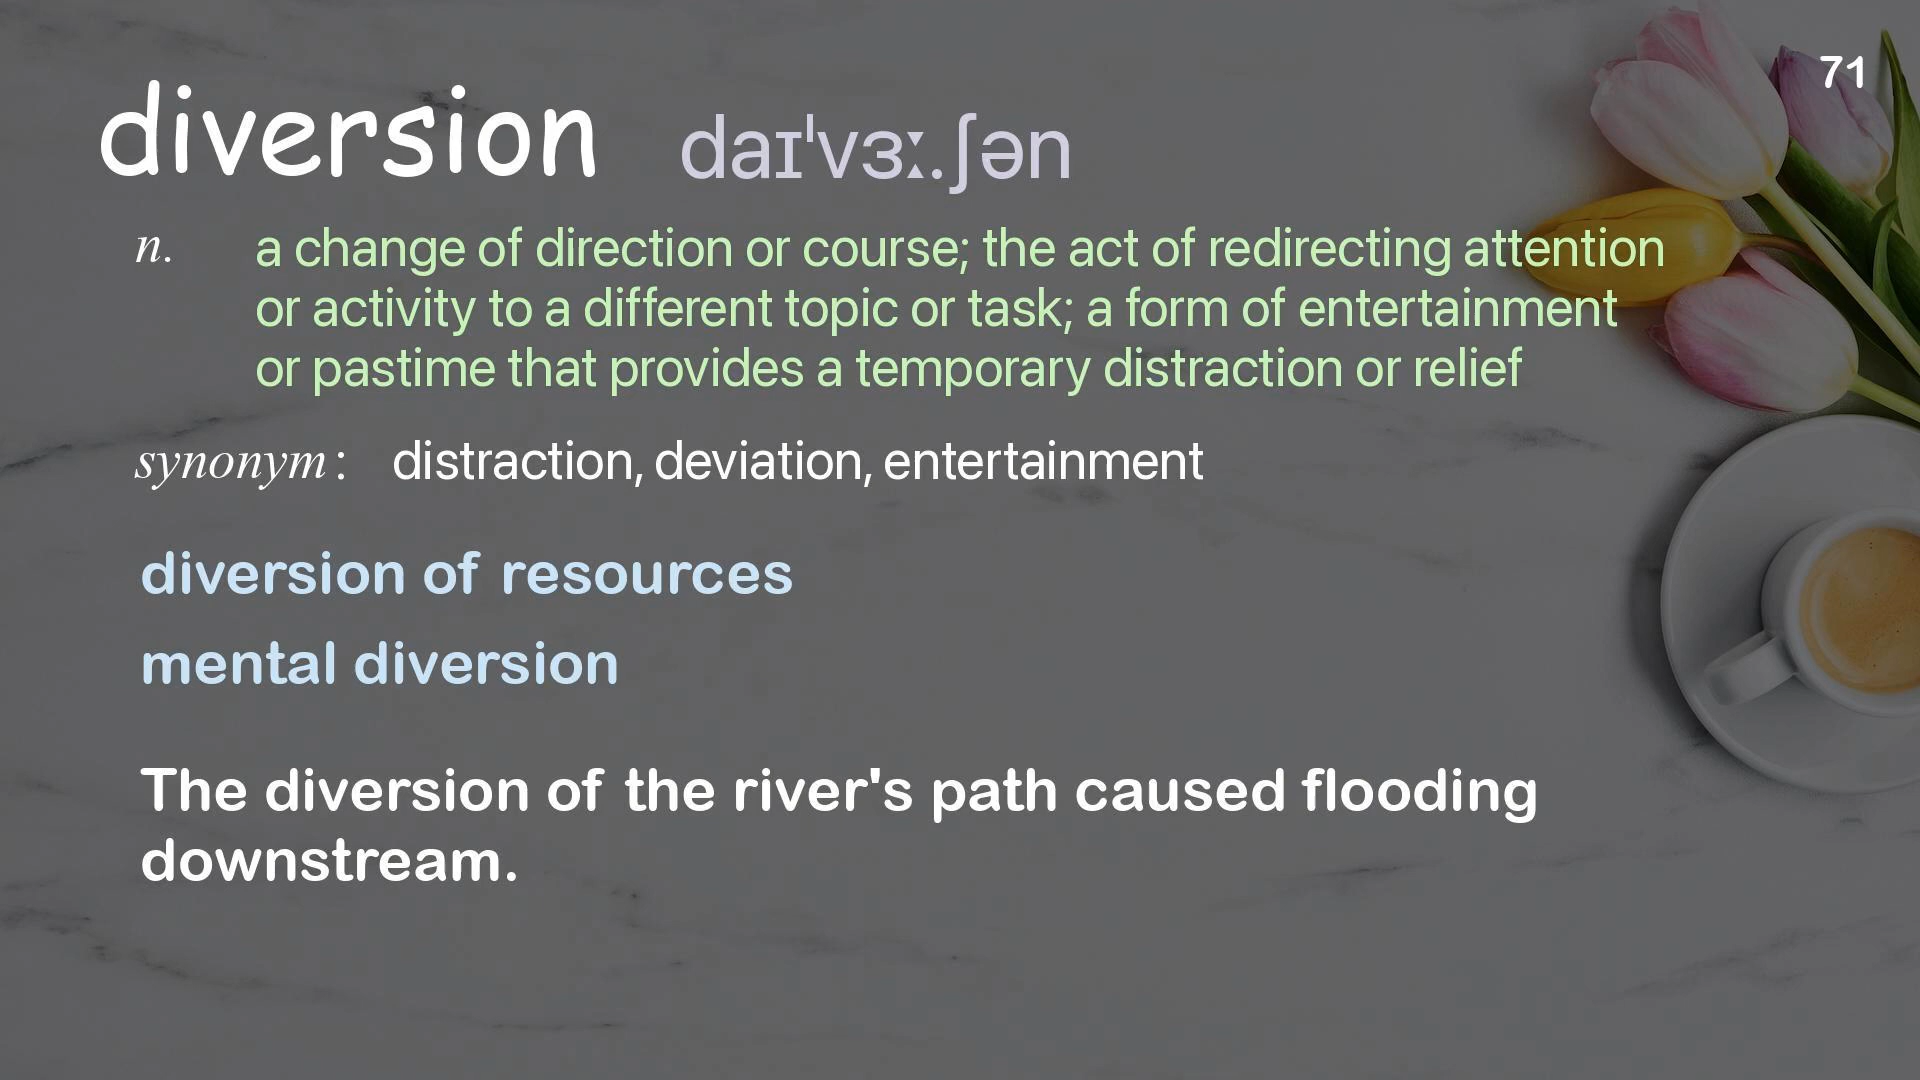 71
diversion daɪˈvɜː.ʃən
n. a change of direction or course; the act of redirecting attention
or activity to a different topic or task; a form of entertainment
or pastime that provides a temporary distraction or relief
synonym: distraction, deviation, entertainment
diversion of resources
mental diversion
The diversion of the river's path caused flooding
downstream.